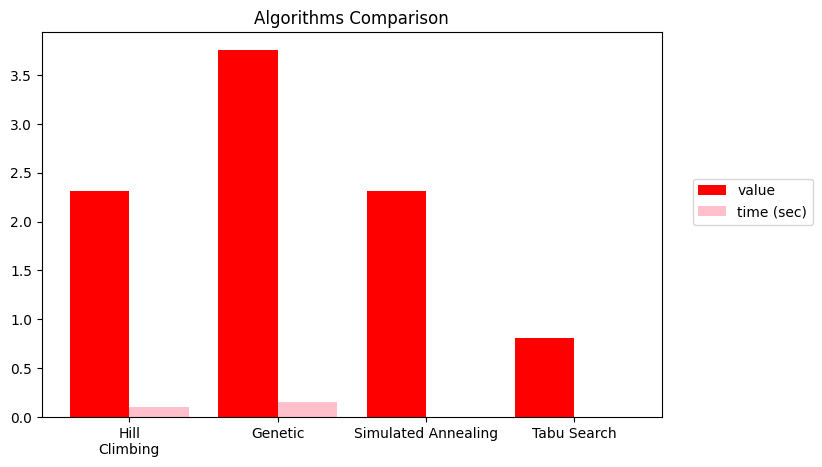 Algorithms Comparison
3.5
3.0
2.5
2.0
1.5
1.0
0.5
0.0
Hill
Climbing
Genetic
Simulated Annealing
Tabu Search
value
time (sec)